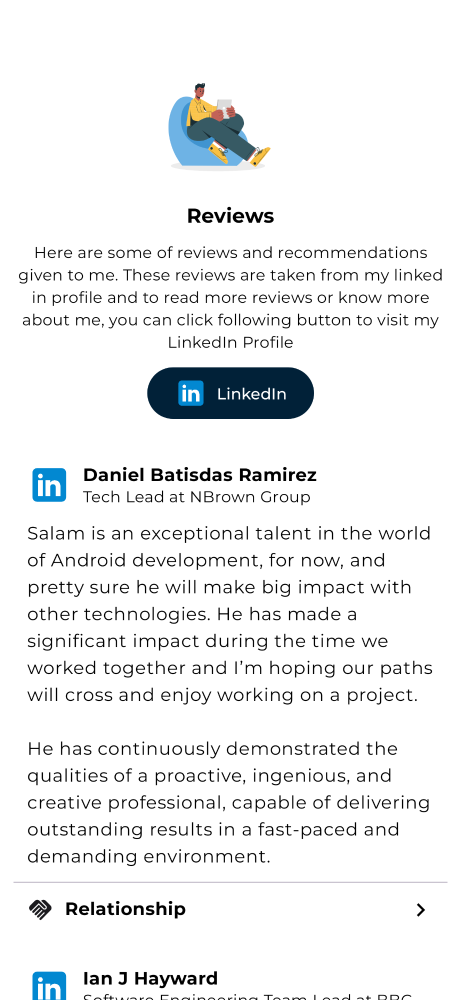 Reviews
Here are some of reviews and recommendations
given to me. These reviews are taken from my linked
in profile and to read more reviews or know more
about me, you can click following button to visit my
LinkedIn Profile
in LinkedIn
in
Daniel Batisdas Ramirez
Tech Lead at NBrown Group
Salam is an exceptional talent in the world
of Android development, for now, and
pretty sure he will make big impact with
other technologies. He has made a
significant impact during the time we
worked together and I’m hoping our paths
will cross and enjoy working on a project.
He has continuously demonstrated the
qualities of a proactive, ingenious, and
creative professional, capable of delivering
outstanding results in a fast-paced and
demanding environment.
Relationship
in
Ian J Hayward
Software Engineering Team Lead at BBC